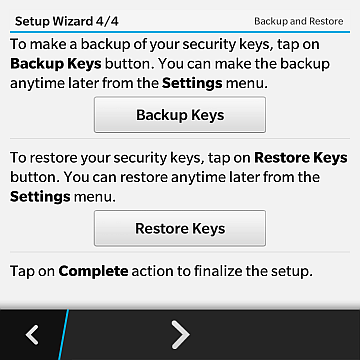 Setup Wizard 4/4 Backup and Restore
To make a backup of your security keys, tap on
Backup Keys button. You can make the backup
anytime later from the Settings menu.
Backup Keys
To restore your security keys, tap on Restore Keys
button. You can restore anytime later from the
Settings menu.
Restore Keys
Tap on Complete action to finalize the setup.